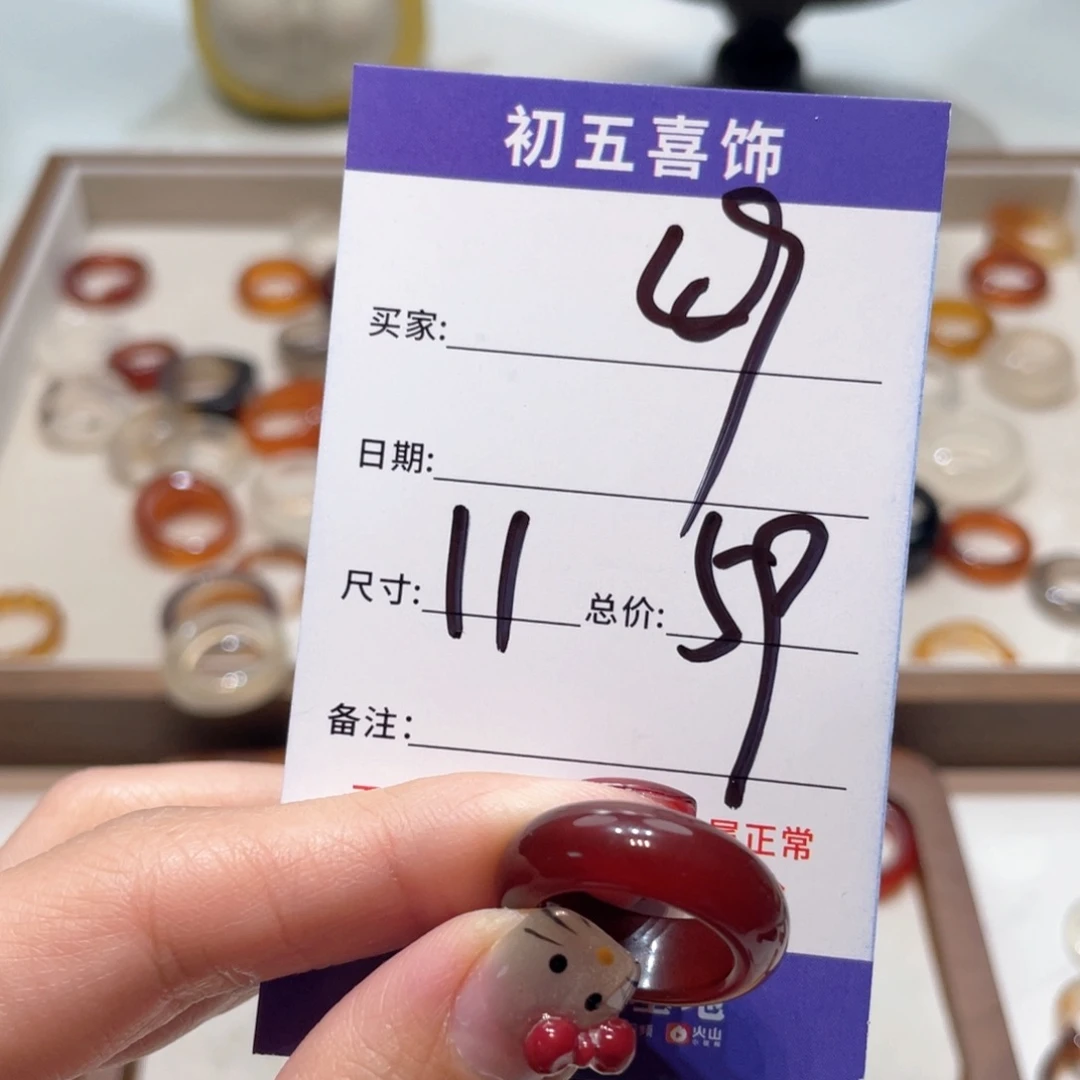 初五喜饰
买家:
日期:
尺寸: 11 总价: 59
备注:
正常
火山